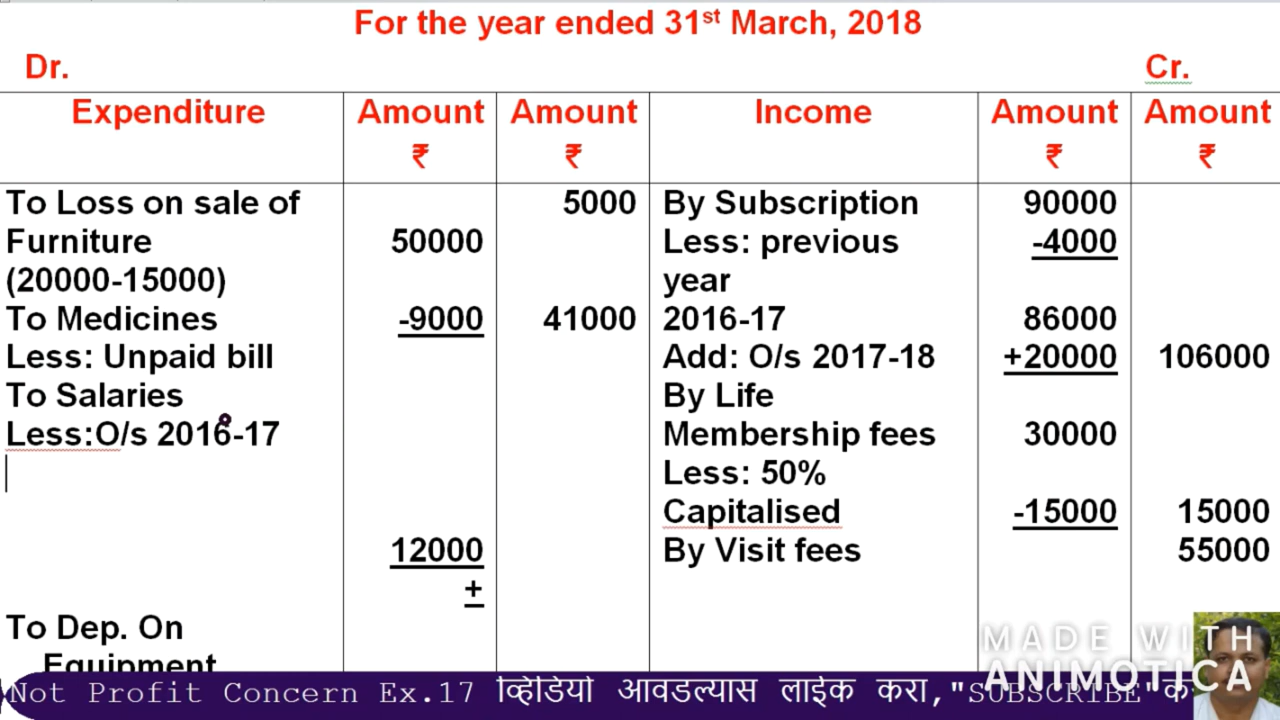 For the year ended 31st March, 2018
Dr. Cr.
Expenditure Amount ₹ Amount ₹ Income Amount ₹ Amount ₹
To Loss on sale of 5000 By Subscription 90000
Furniture 50000 Less: previous -4000
(20000-15000) year
To Medicines -9000 41000 2016-17 86000
Less: Unpaid bill Add: O/s 2017-18 +20000 106000
To Salaries By Life
Less:O/s 2016-17 Membership fees 30000
Less: 50%
Capitalised -15000 15000
12000 By Visit fees 55000
+
To Dep. On
Equipment
MADE WITH
ANIMOTICA
Not Profit Concern Ex.17 व्हिडियो आवडल्यास लाईक करा,"SUBSCRIBE"क